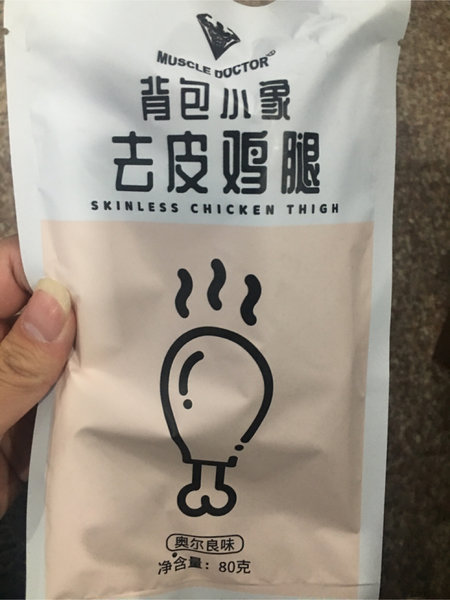 MUSCLE DOCTOR
背包小象
去皮鸡腿
SKINLESS CHICKEN THIGH
奥尔良味
净含量：80克